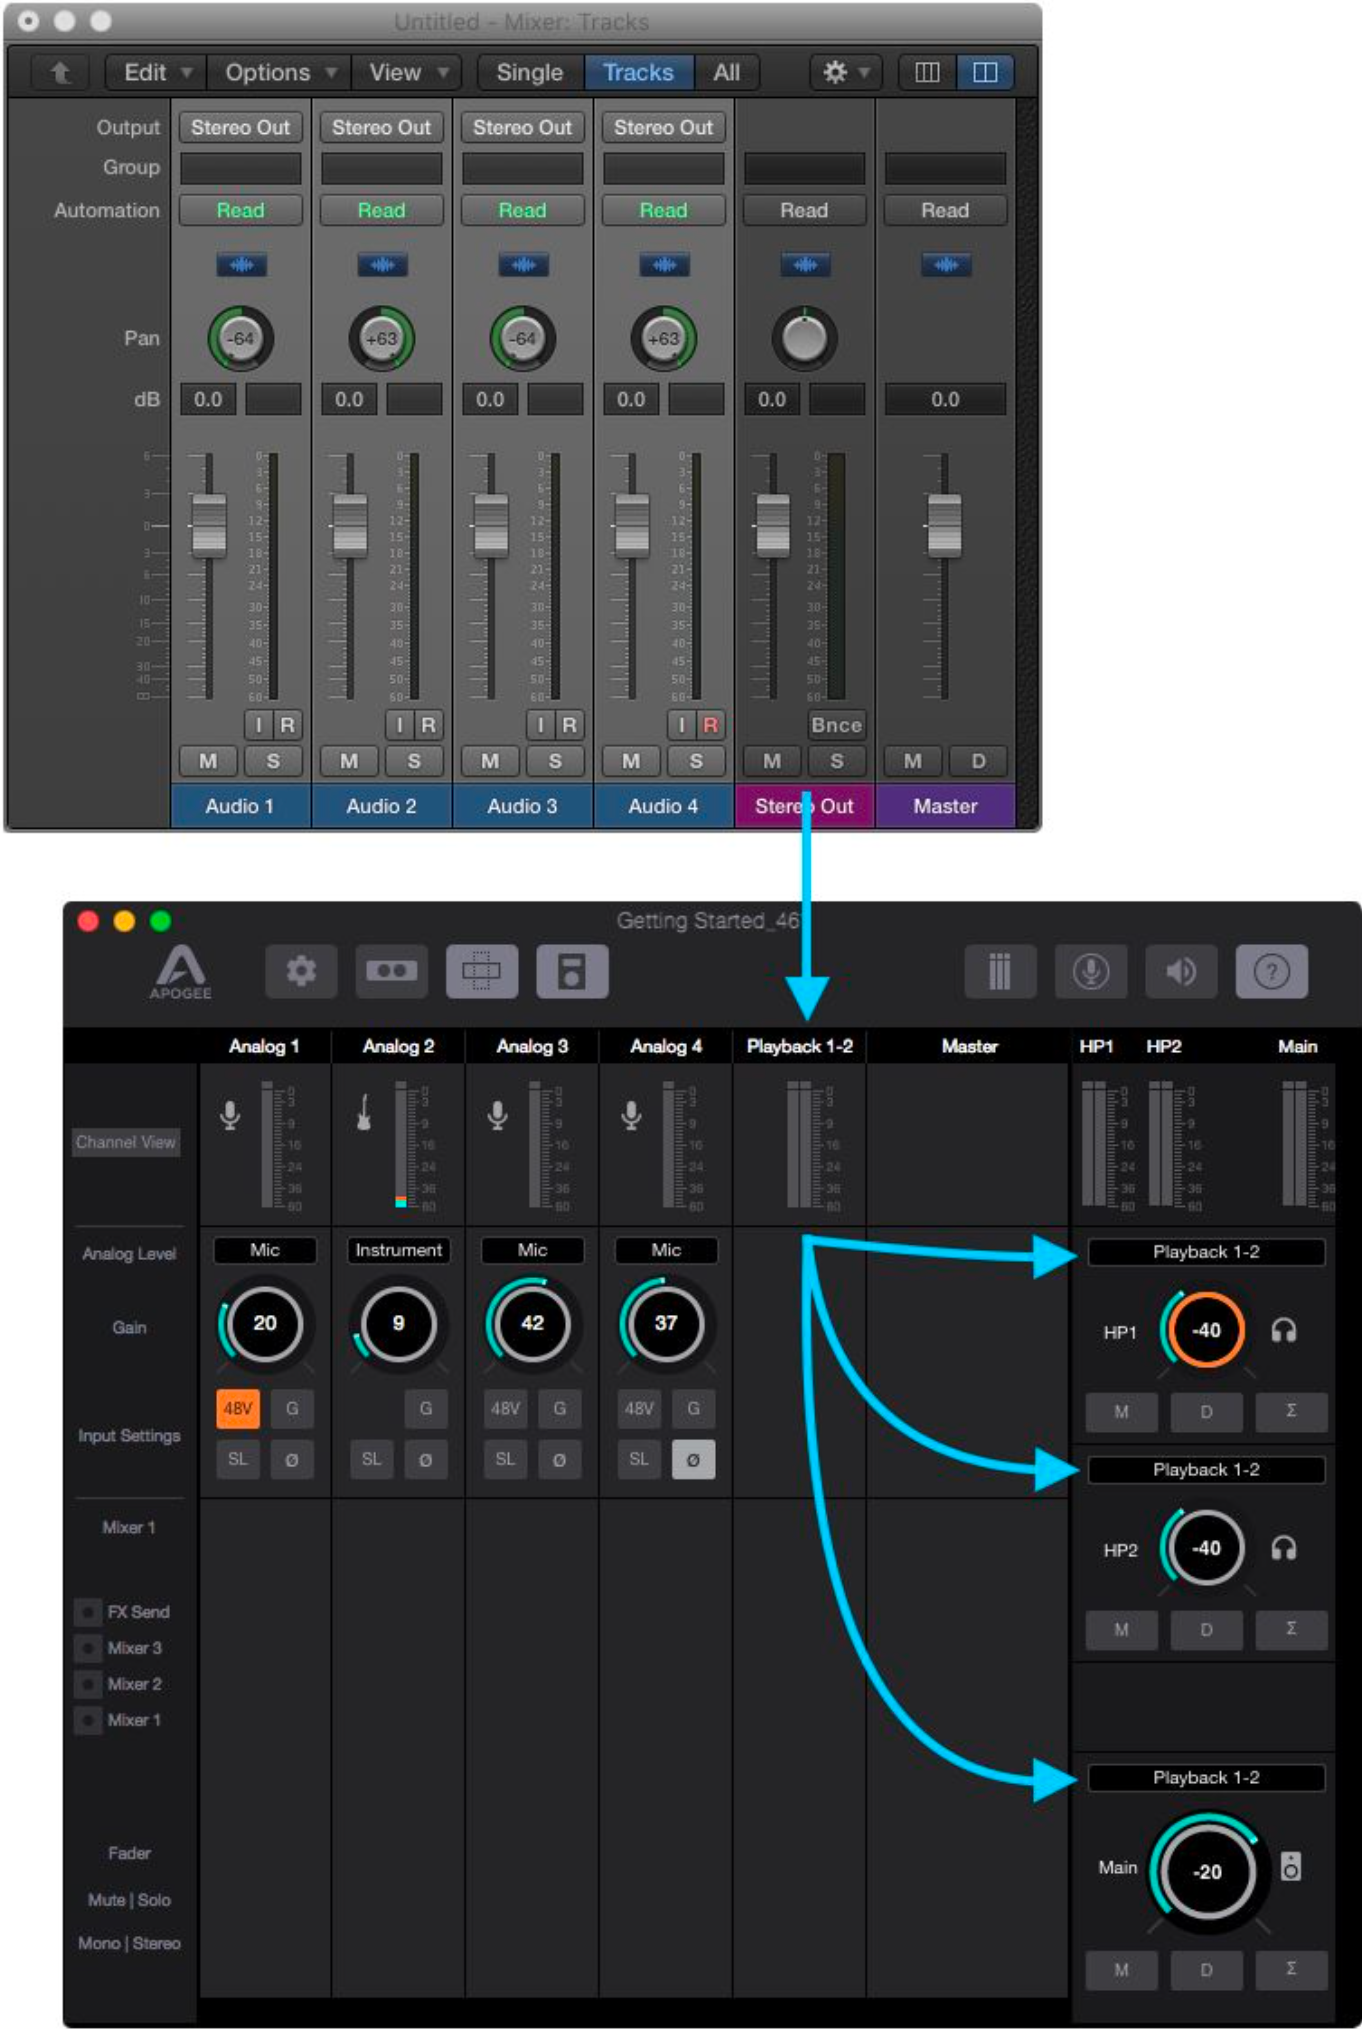 Untitled - Mixer: Tracks
Edit Options View Single Tracks All
Output Stereo Out Stereo Out Stereo Out Stereo Out
Group
Automation Read Read Read Read Read Read
Pan -64 +63 -64 +63
dB 0.0 0.0 0.0 0.0 0.0 0.0
I R I R I R I R Bnce
M S M S M S M S M S M D
Audio 1 Audio 2 Audio 3 Audio 4 Stereo Out Master
Getting Started_46
APOGEE
?
Analog 1 Analog 2 Analog 3 Analog 4 Playback 1-2 Master HP1 HP2 Main
Channel View
Analog Level Mic Instrument Mic Mic Playback 1-2
Gain 20 9 42 37 HP1 -40
48V G G 48V G 48V G M D Σ
Input Settings
SL Ø SL Ø SL Ø SL Ø Playback 1-2
Mixer 1
HP2 -40
FX Send M D Σ
Mixer 3
Mixer 2
Mixer 1
Playback 1-2
Fader
Main -20
Mute | Solo
Mono | Stereo
M D Σ